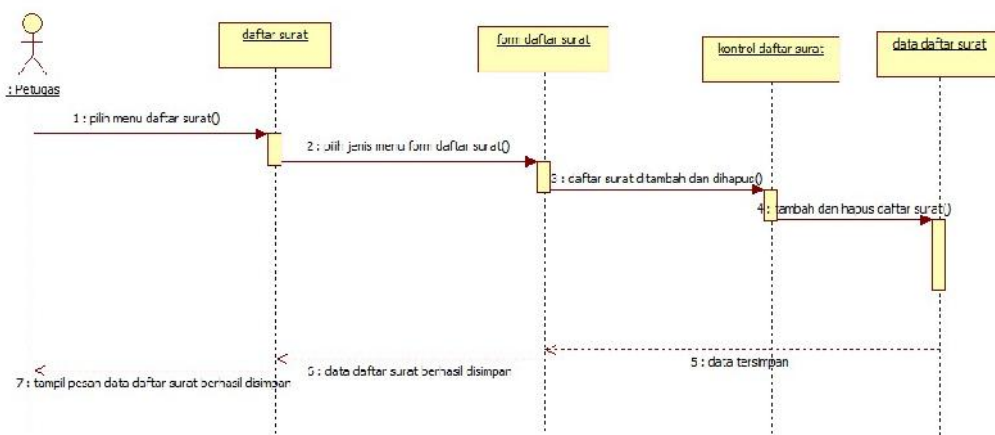 daftar surat
form daftar surat
kontrol daftar surat
data daftar surat
: Petugas
1 : pilih menu daftar surat()
2 : pilih jenis menu form daftar surat()
3 : daftar surat ditambah dan dihapus()
4 : tambah dan hapus daftar surat()
5 : data tersimpan
6 : data daftar surat berhasil disimpan
7 : tampil pesan data daftar surat berhasil disimpan